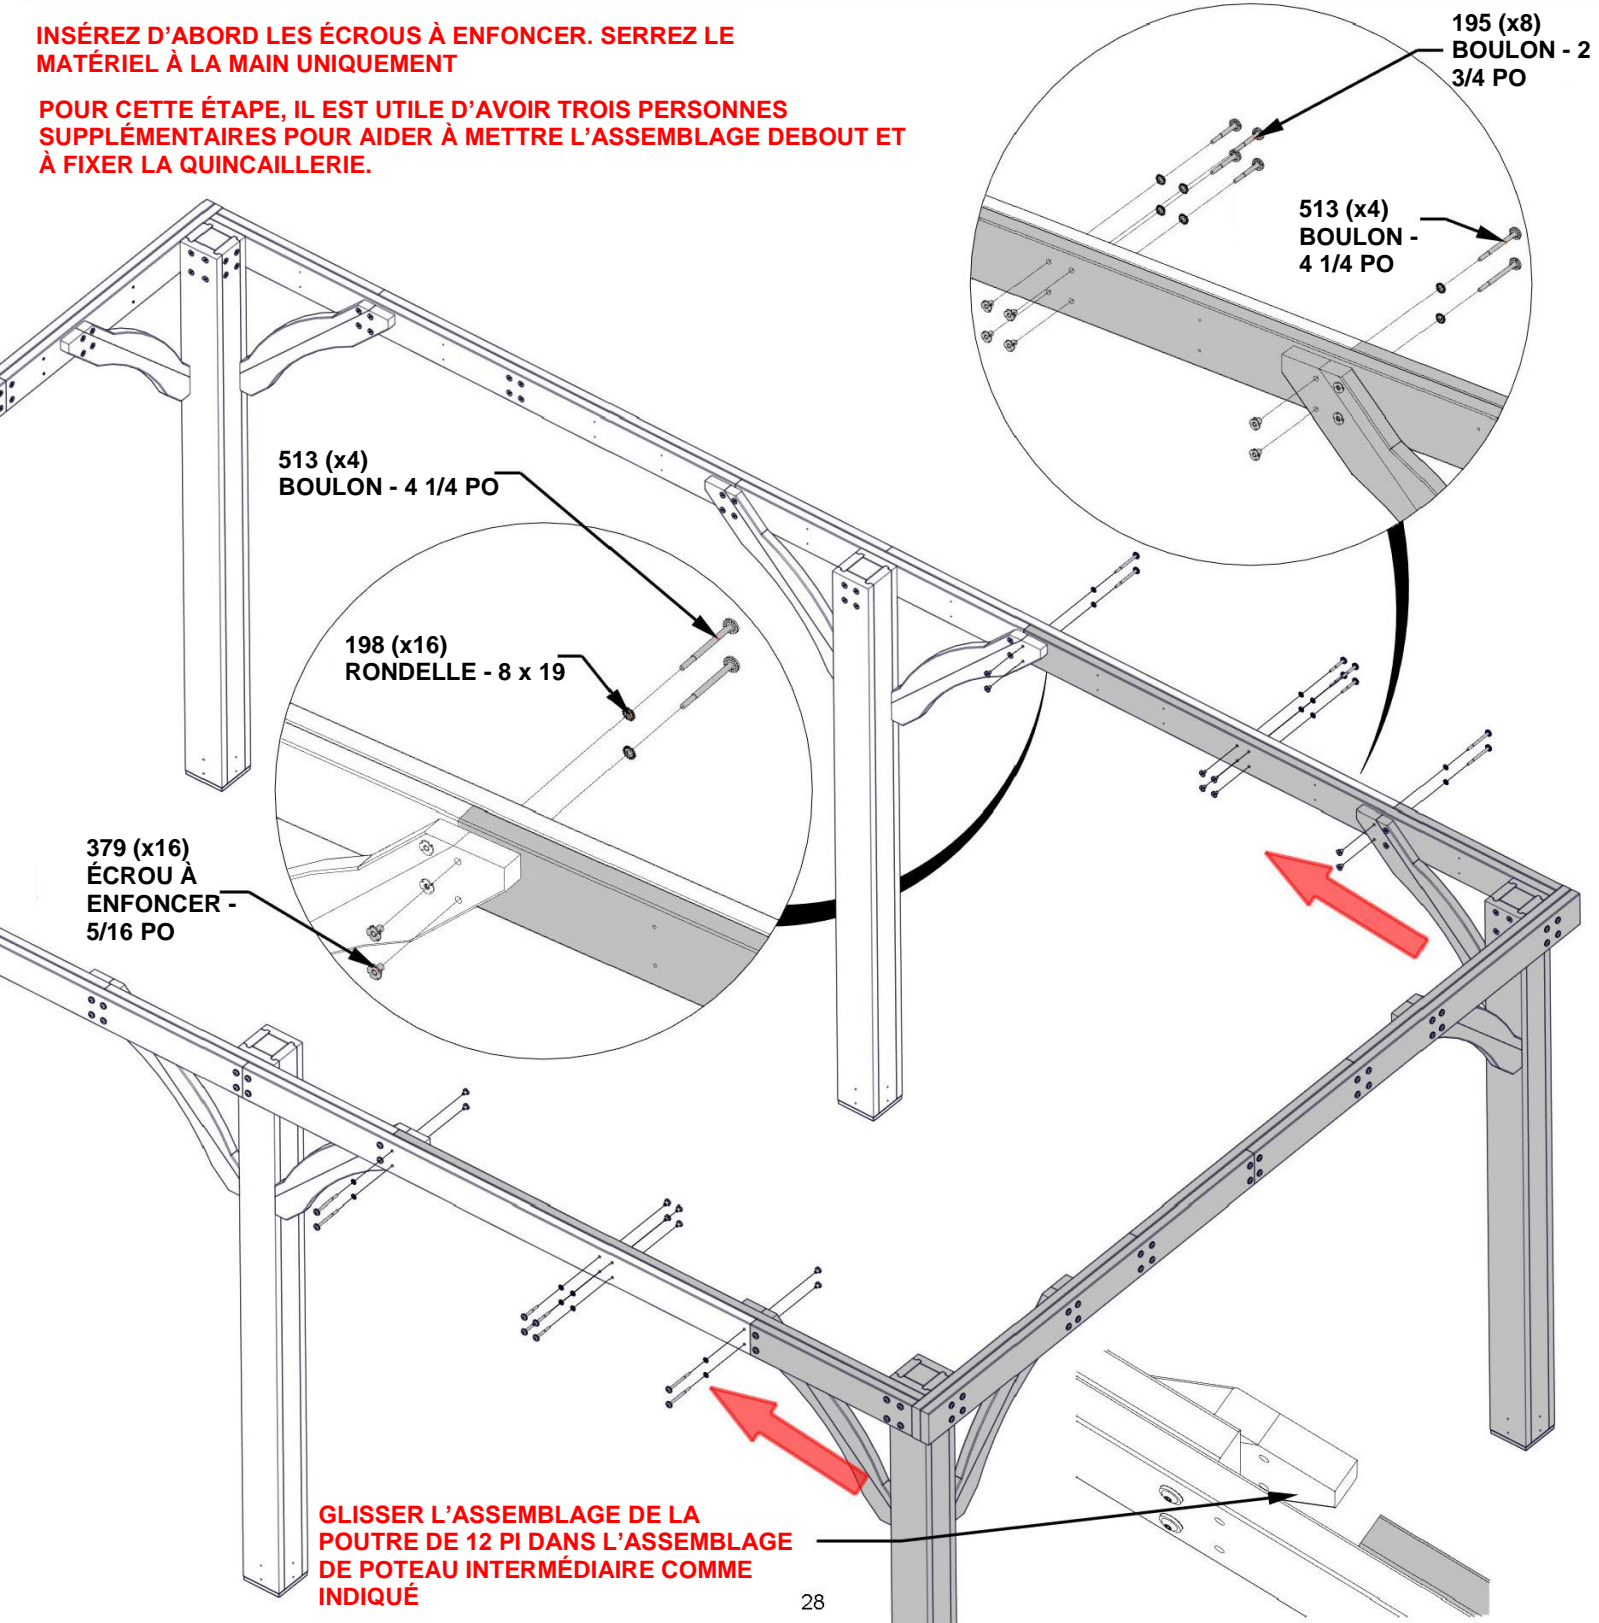 INSÉREZ D’ABORD LES ÉCROUS À ENFONCER. SERREZ LE
MATÉRIEL À LA MAIN UNIQUEMENT
POUR CETTE ÉTAPE, IL EST UTILE D’AVOIR TROIS PERSONNES
SUPPLÉMENTAIRES POUR AIDER À METTRE L’ASSEMBLAGE DEBOUT ET
À FIXER LA QUINCAILLERIE.
195 (x8)
BOULON - 2
3/4 PO
513 (x4)
BOULON -
4 1/4 PO
513 (x4)
BOULON - 4 1/4 PO
198 (x16)
RONDELLE - 8 x 19
379 (x16)
ÉCROU À
ENFONCER -
5/16 PO
GLISSER L’ASSEMBLAGE DE LA
POUTRE DE 12 PI DANS L’ASSEMBLAGE
DE POTEAU INTERMÉDIAIRE COMME
INDIQUÉ
28